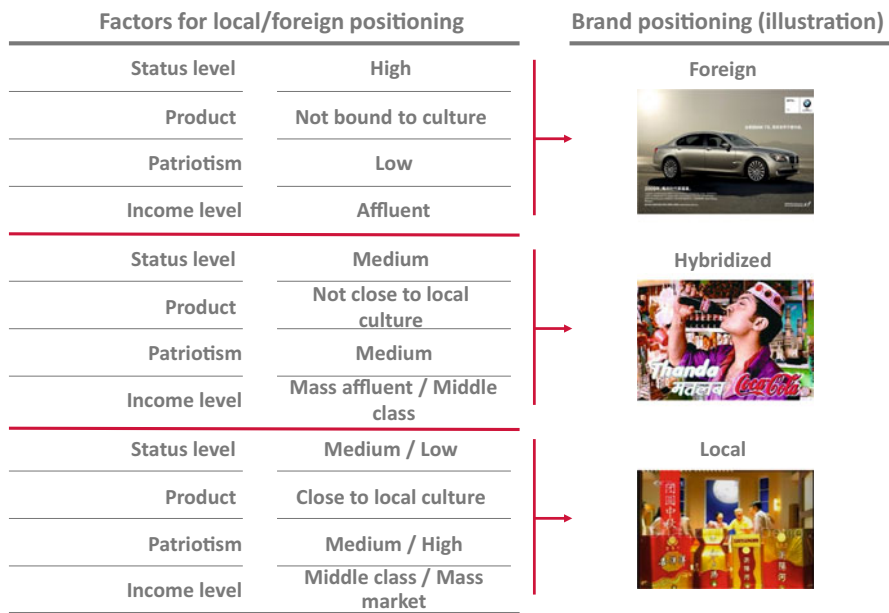 Factors for local/foreign positioning
Brand positioning (illustration)
Status level High
Product Not bound to culture
Patriotism Low
Income level Affluent
Foreign
Status level Medium
Product Not close to local
culture
Patriotism Medium
Income level Mass affluent / Middle
class
Hybridized
Thanda
मतलब Coca-Cola
Status level Medium / Low
Product Close to local culture
Patriotism Medium / High
Income level Middle class / Mass
market
Local
中秋